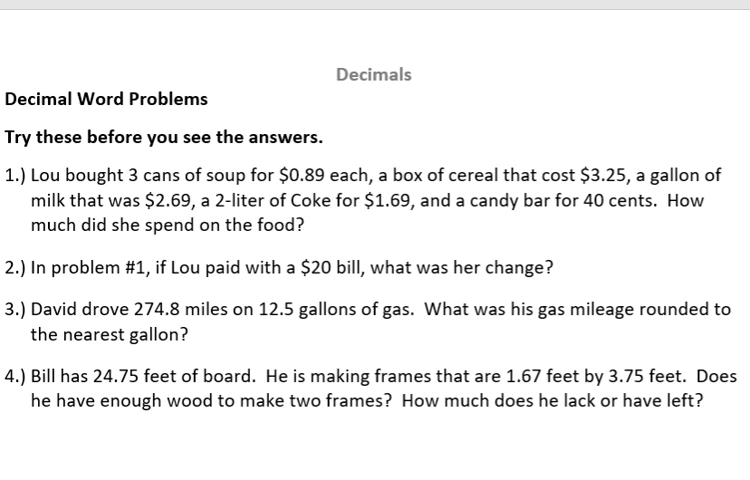 Decimals
Decimal Word Problems
Try these before you see the answers.
1.) Lou bought 3 cans of soup for $0.89 each, a box of cereal that cost $3.25, a gallon of
milk that was $2.69, a 2-liter of Coke for $1.69, and a candy bar for 40 cents.  How
much did she spend on the food?
2.) In problem #1, if Lou paid with a $20 bill, what was her change?
3.) David drove 274.8 miles on 12.5 gallons of gas.  What was his gas mileage rounded to
the nearest gallon?
4.) Bill has 24.75 feet of board.  He is making frames that are 1.67 feet by 3.75 feet.  Does
he have enough wood to make two frames?  How much does he lack or have left?